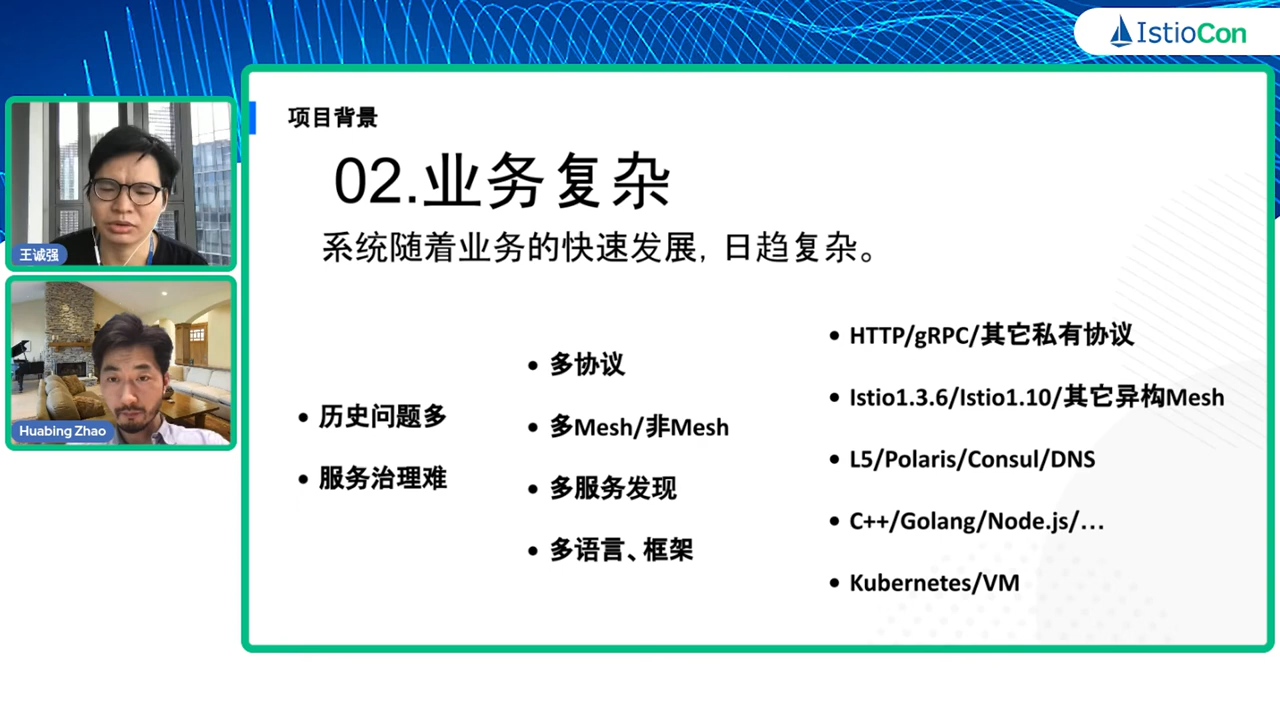 IstioCon
项目背景
02.业务复杂
系统随着业务的快速发展, 日趋复杂。
王诚强
Huabing Zhao
• 历史问题多
• 服务治理难
• 多协议
• 多Mesh/非Mesh
• 多服务发现
• 多语言、框架
• HTTP/gRPC/其它私有协议
• Istio1.3.6/Istio1.10/其它异构Mesh
• L5/Polaris/Consul/DNS
• C++/Golang/Node.js/…
• Kubernetes/VM